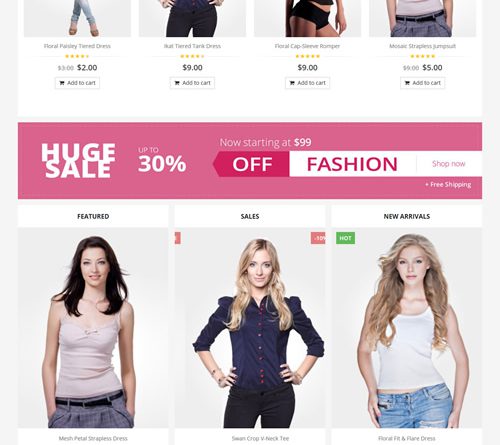 Floral Paisley Tiered Dress
Ikat Tiered Tank Dress
Floral Cap-Sleeve Romper
Mosaic Strapless Jumpsuit
$3.00 $2.00
$9.00
$9.00
$9.00 $5.00
Add to cart
Add to cart
Add to cart
Add to cart
HUGE
SALE
UP TO
30%
Now starting at $99
OFF FASHION
Shop now
+ Free Shipping
FEATURED
SALES
NEW ARRIVALS
HOT
Mesh Petal Strapless Dress
Swan Crop V-Neck Tee
Floral Fit & Flare Dress